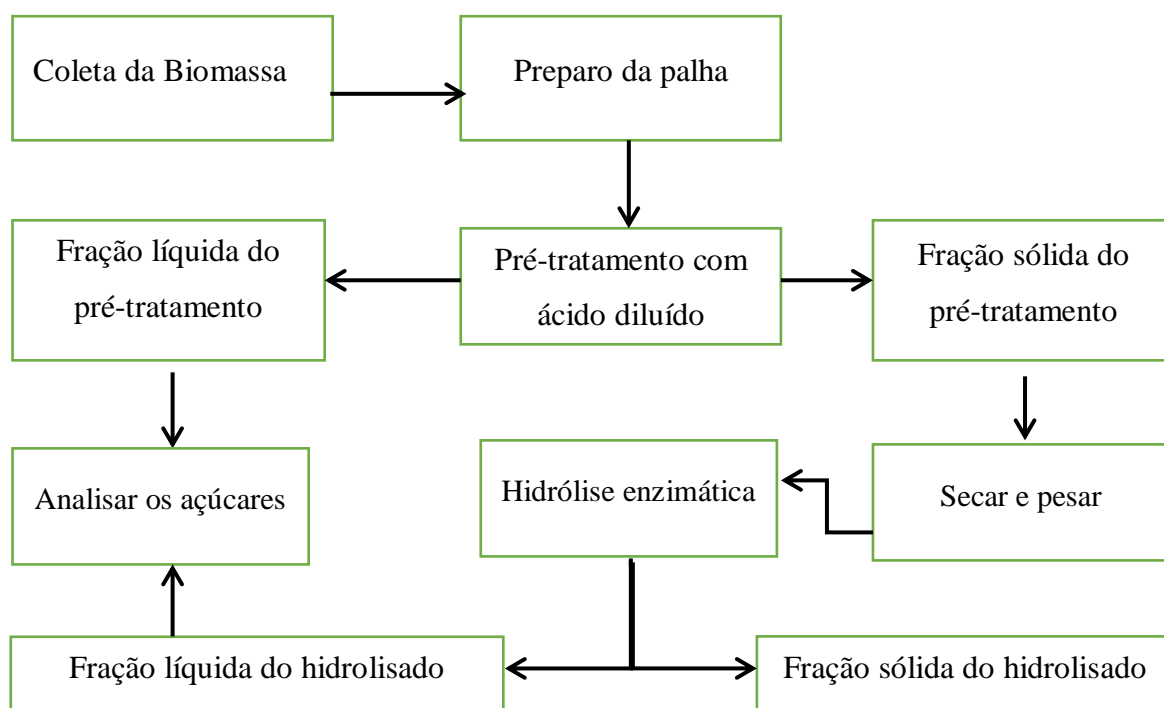 Coleta da Biomassa
Preparo da palha
Fração líquida do
pré-tratamento
Pré-tratamento com
ácido diluído
Fração sólida do
pré-tratamento
Analisar os açúcares
Hidrólise enzimática
Secar e pesar
Fração líquida do hidrolisado
Fração sólida do hidrolisado